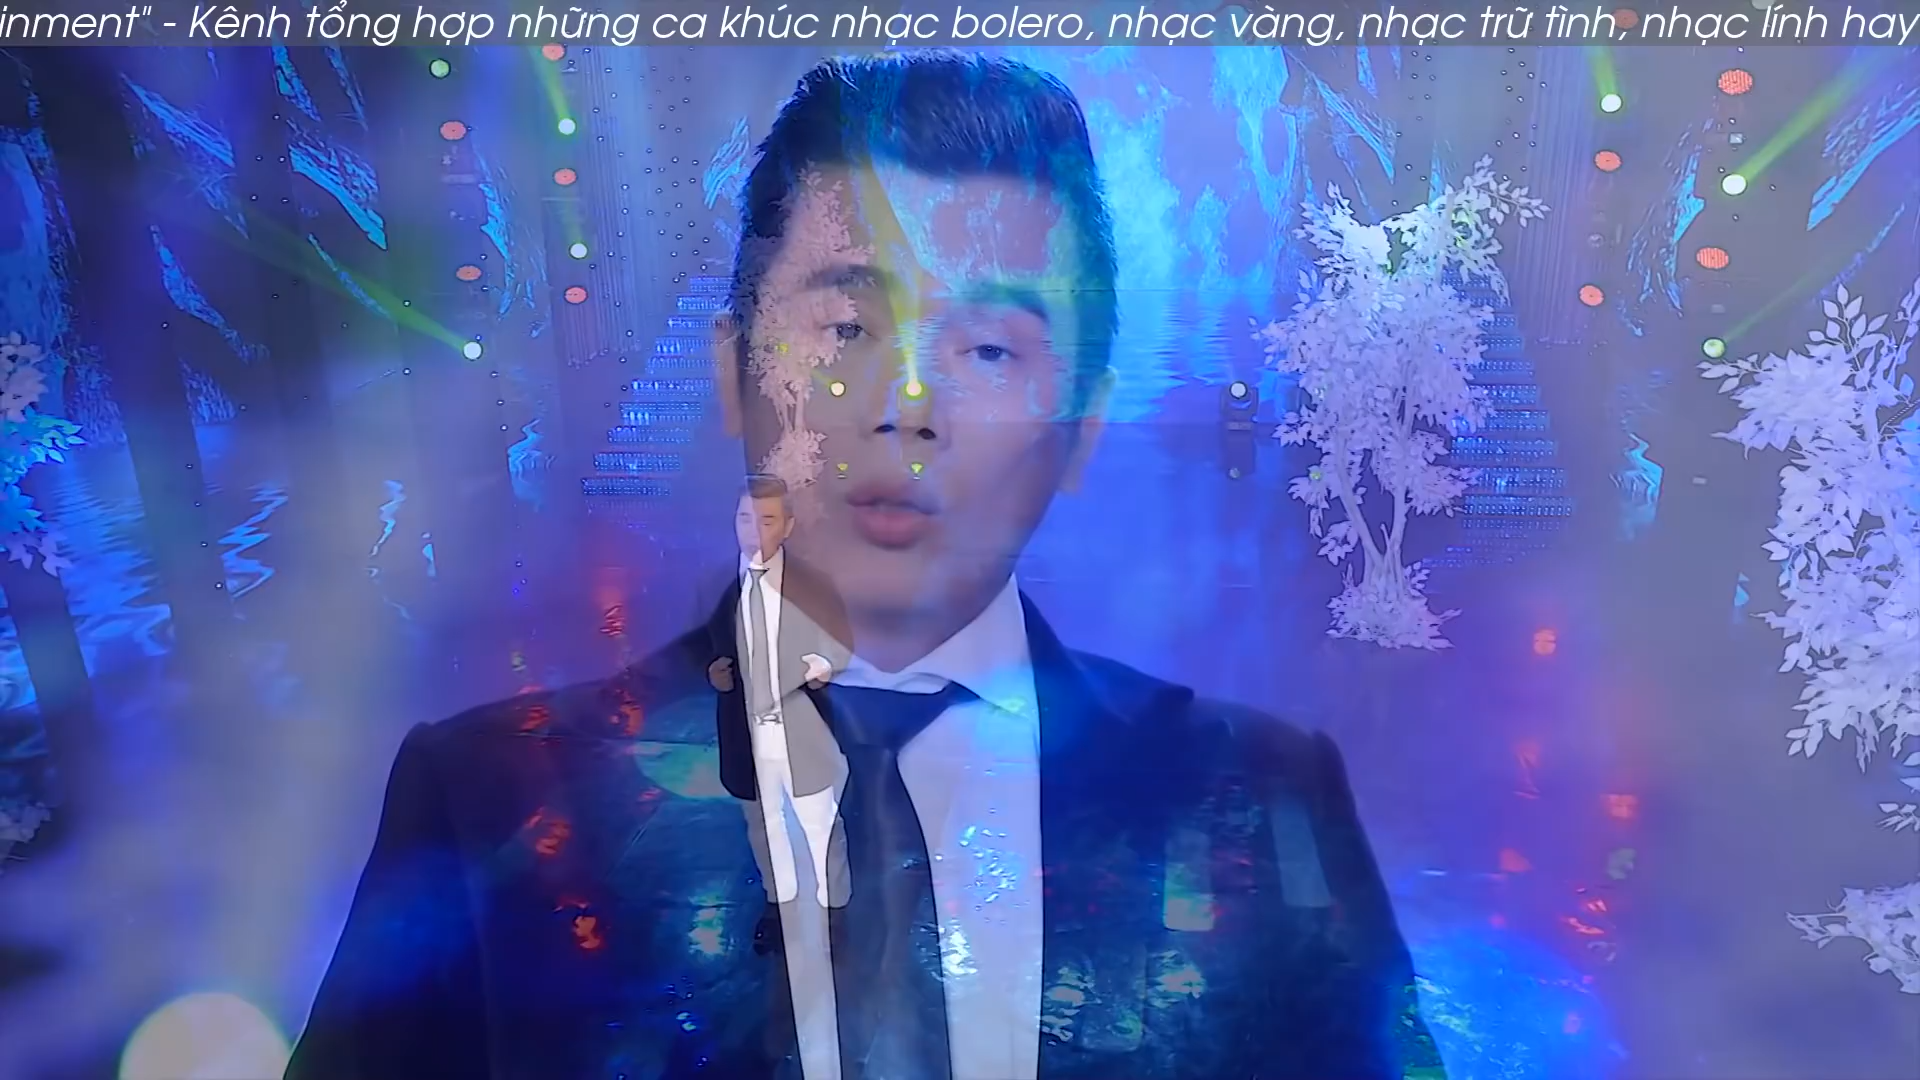 inment" - Kênh tổng hợp những ca khúc nhạc bolero, nhạc vàng, nhạc trữ tình, nhạc lính hay